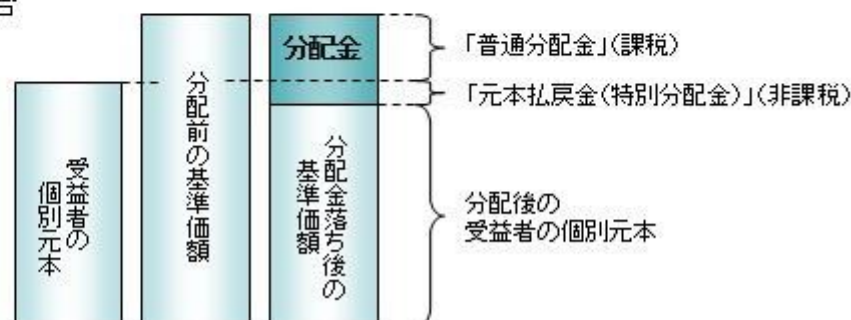 分配金
「普通分配金」(課税)
「元本払戻金(特別分配金)」(非課税)
受益者の
個別元本
分配前の基準価額
分配金落ち後の
基準価額
分配後の
受益者の個別元本